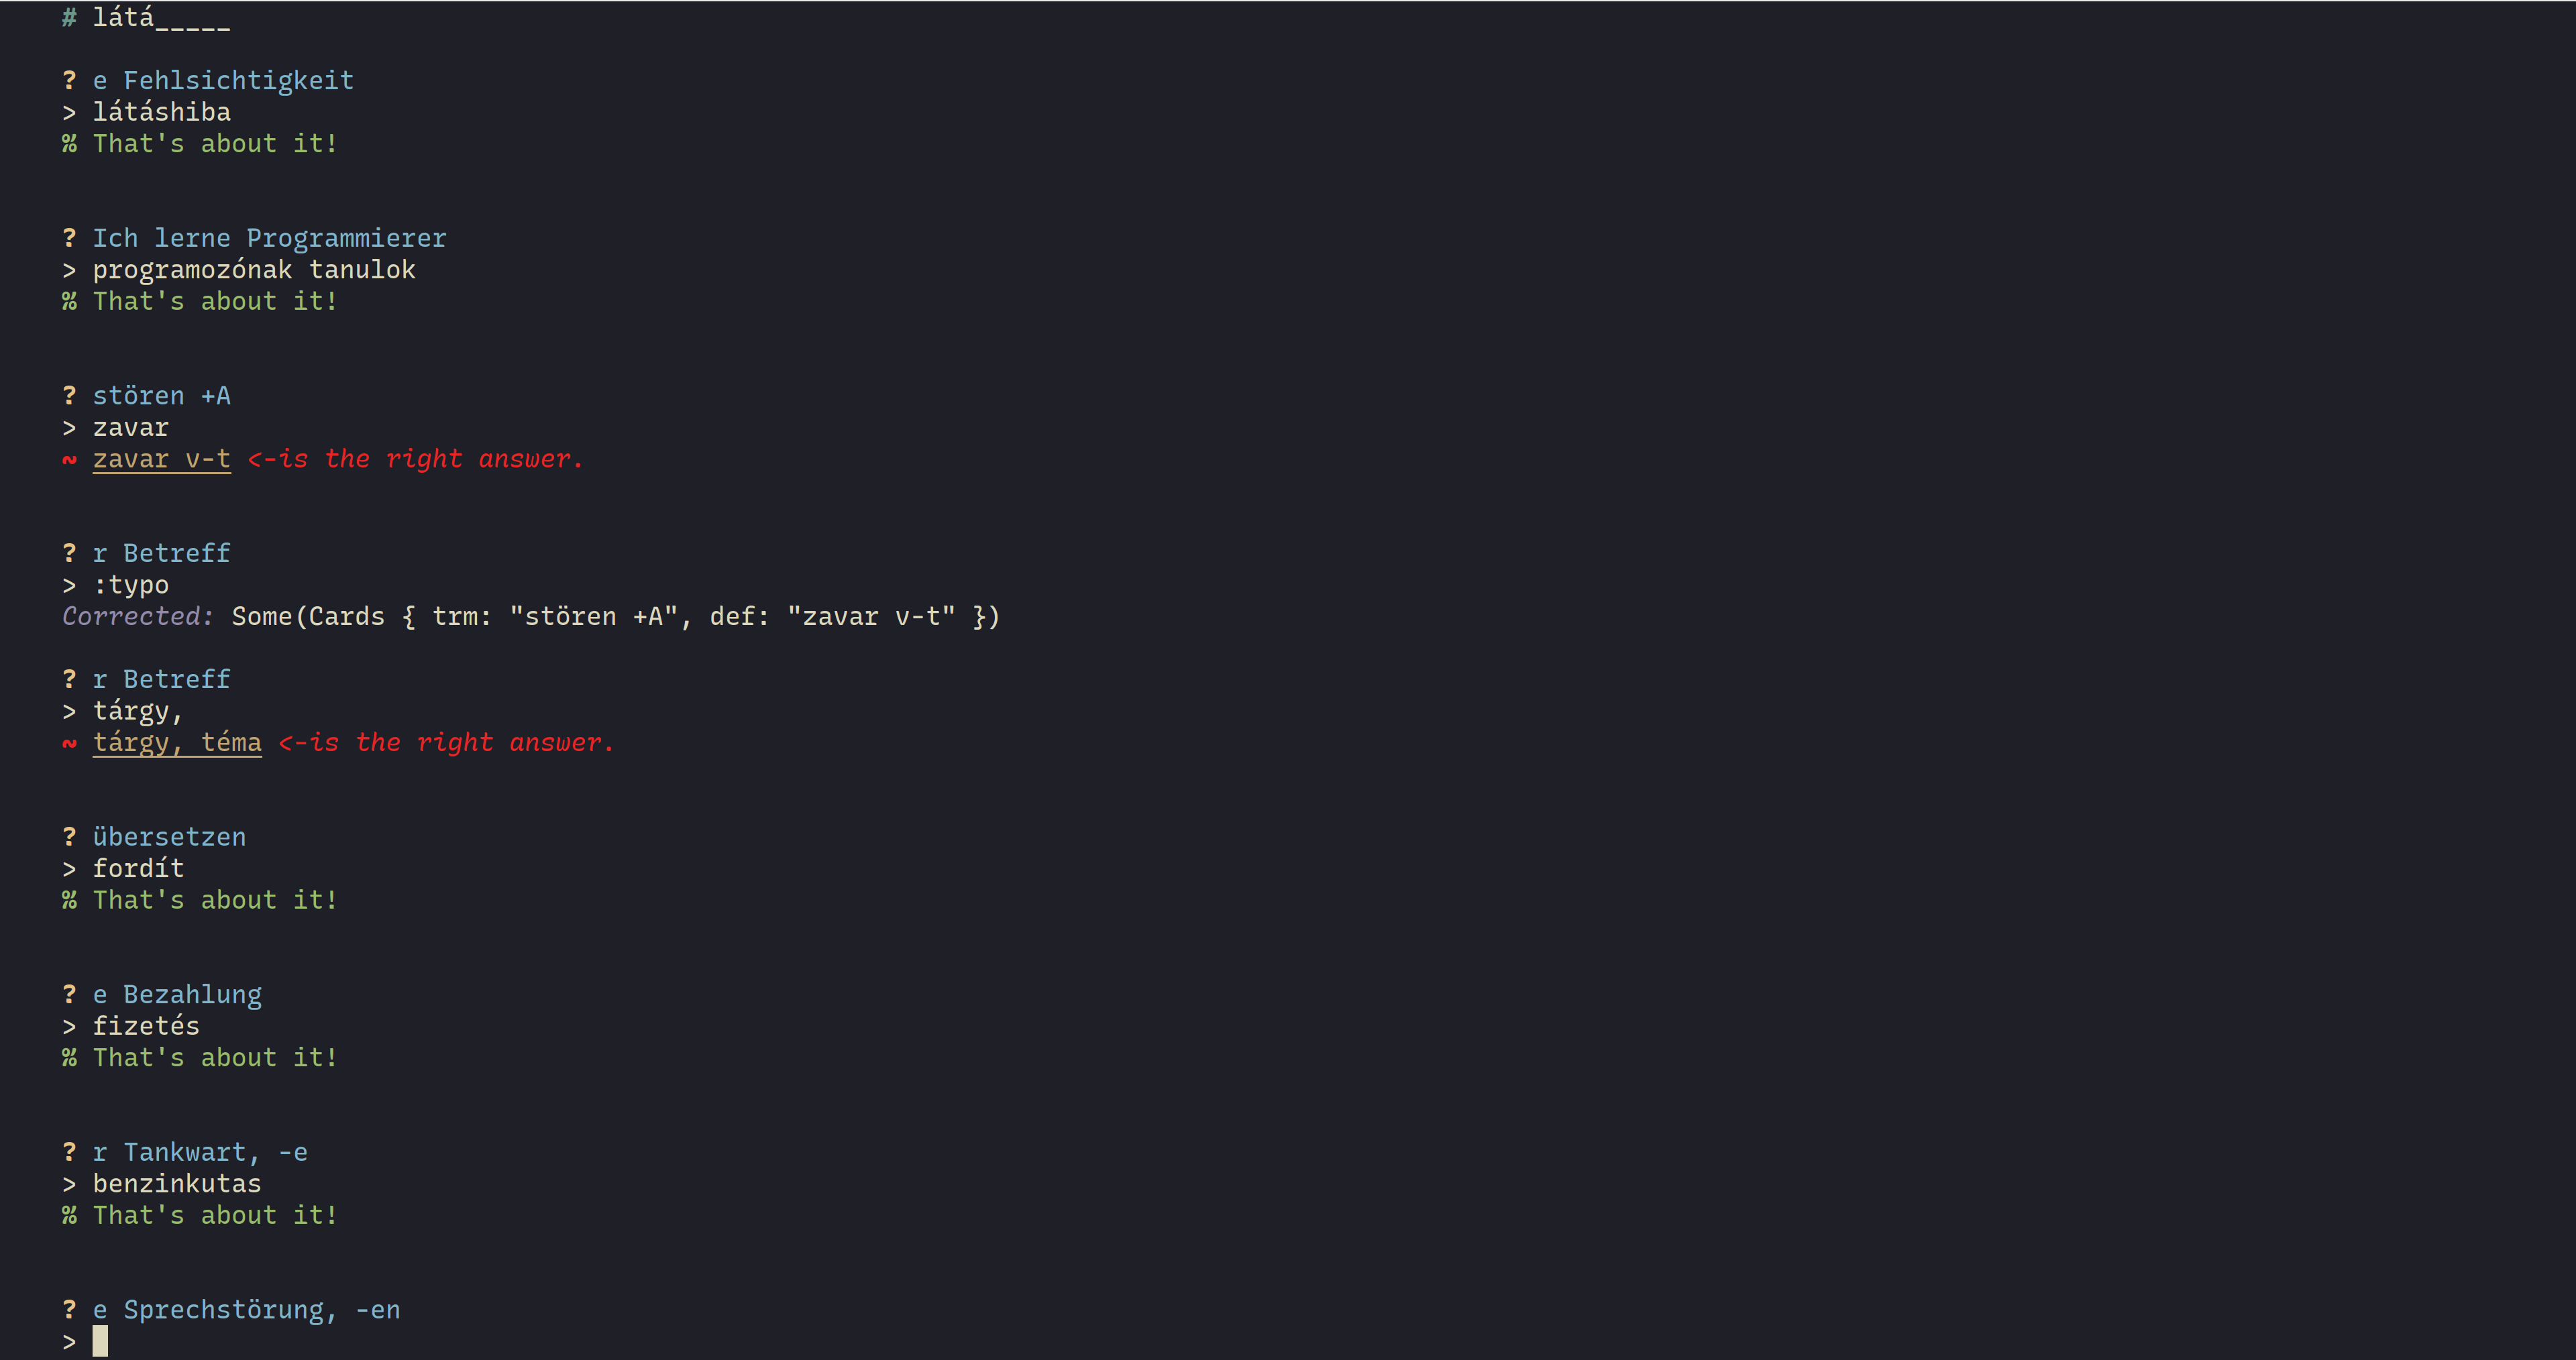 # látá_____
? e Fehlsichtigkeit
> látáshiba
% That's about it!
? Ich lerne Programmierer
> programozónak tanulok
% That's about it!
? stören +A
> zavar
~ zavar v-t <-is the right answer.
? r Betreff
> :typo
Corrected: Some(Cards { trm: "stören +A", def: "zavar v-t" })
? r Betreff
> tárgy,
~ tárgy, téma <-is the right answer.
? übersetzen
> fordít
% That's about it!
? e Bezahlung
> fizetés
% That's about it!
? r Tankwart, -e
> benzinkutas
% That's about it!
? e Sprechstörung, -en
>